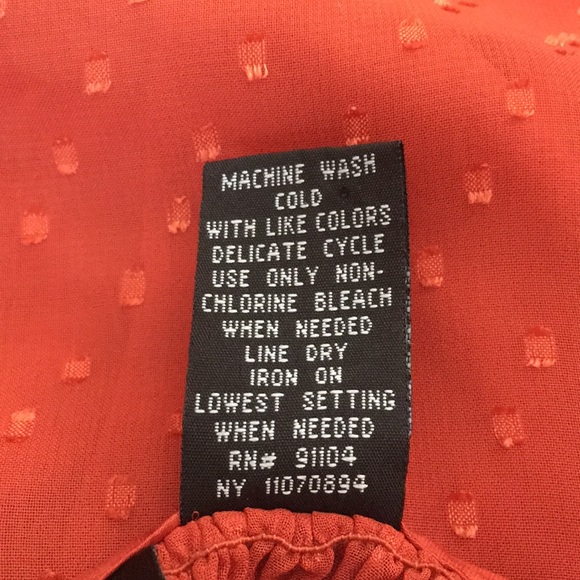 MACHINE WASH
COLD
WITH LIKE COLORS
DELICATE CYCLE
USE ONLY NON-
CHLORINE BLEACH
WHEN NEEDED
LINE DRY
IRON ON
LOWEST SETTING
WHEN NEEDED
RN# 91104
NY 11070894